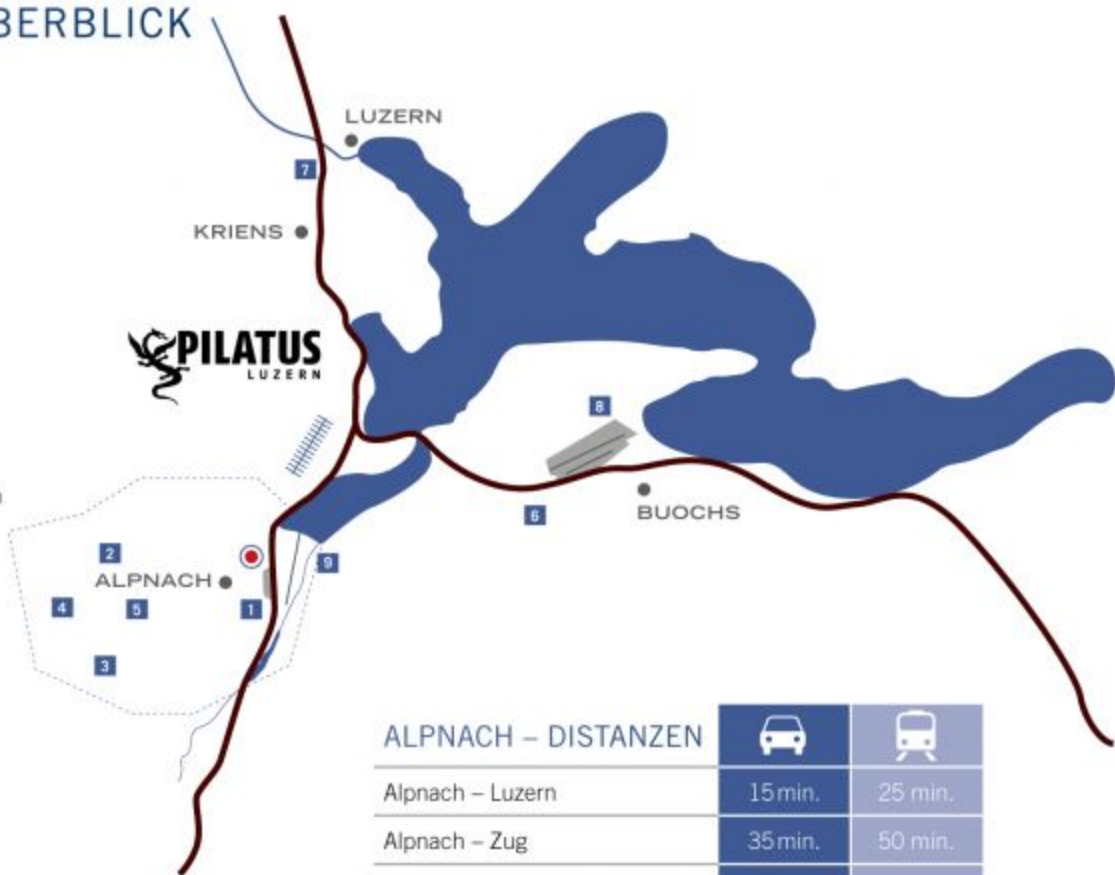 BERBLICK
LUZERN
7
KRIENS
PILATUS
LUZERN
8
6
BUOCHS
2
9
ALPNACH
4
5
1
3
ALPNACH – DISTANZEN
Alpnach – Luzern 15 min. 25 min.
Alpnach – Zug 35 min. 50 min.